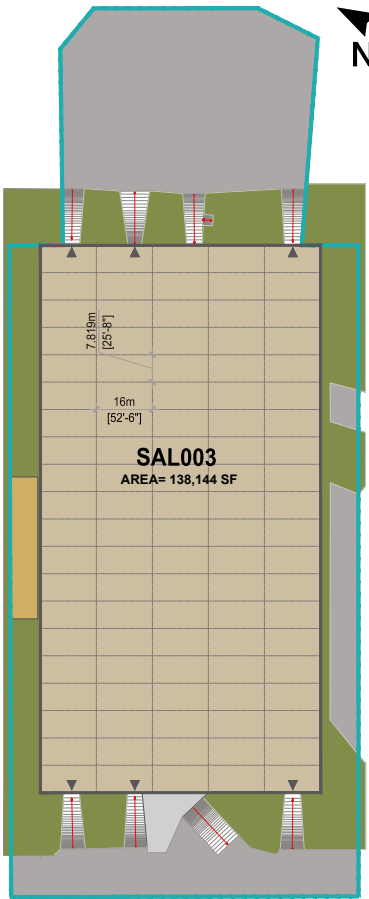 N
7.819m
[25'-8"]
16m
[52'-6"]
SAL003
AREA= 138,144 SF